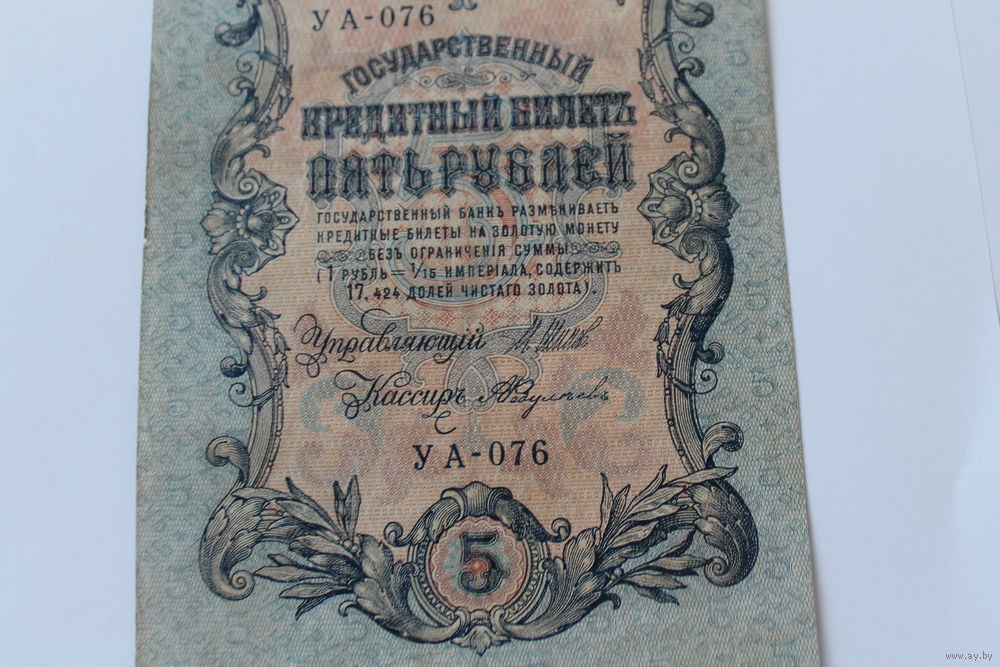 УА-076
ГОСУДАРСТВЕННЫЙ
КРЕДИТНЫЙ БИЛЕТЪ
ПЯТЬ РУБЛЕЙ
ГОСУДАРСТВЕННЫЙ БАНКЪ РАЗМѢНИВАЕТЪ
КРЕДИТНЫЕ БИЛЕТЫ НА ЗОЛОТУЮ МОНЕТУ
БЕЗЪ ОГРАНИЧЕНІЯ СУММЫ
(1 РУБЛЬ = 1/15 ИМПЕРІАЛА, СОДЕРЖИТЪ
17,424 ДОЛЕЙ ЧИСТАГО ЗОЛОТА).
Управляющій
Кассиръ
УА-076
5
www.ay.by